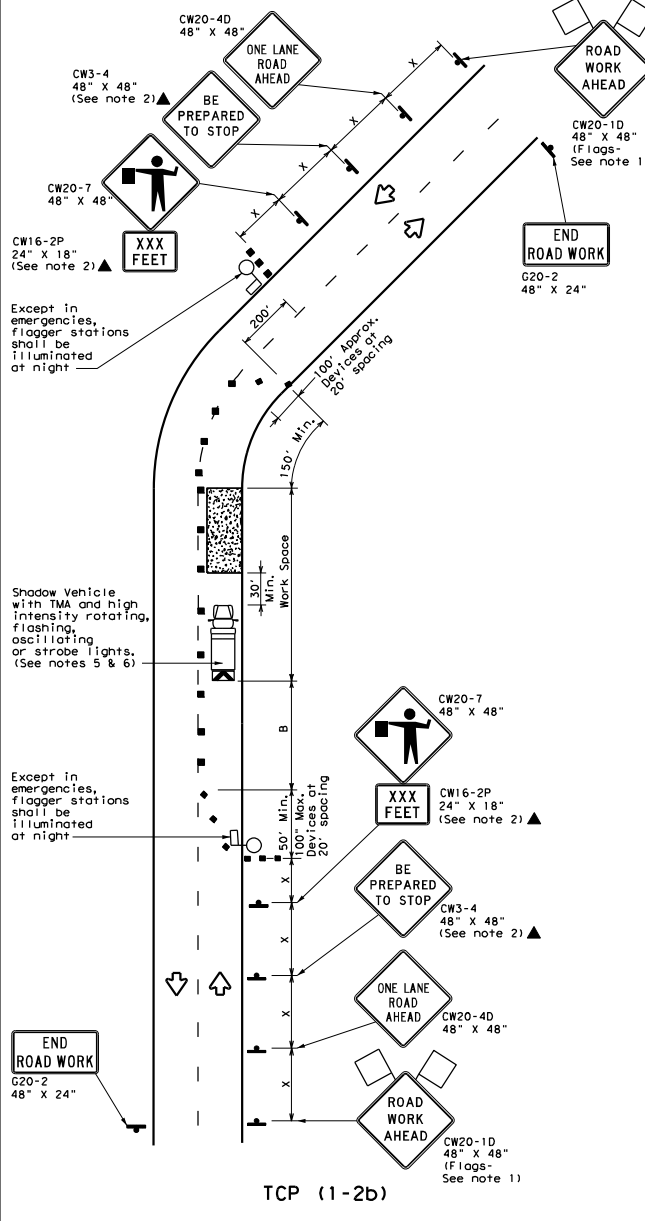 CW20-4D
48" X 48"
ONE LANE
ROAD
AHEAD
CW3-4
48" X 48"
(See note 2)
BE
PREPARED
TO STOP
ROAD
WORK
AHEAD
CW20-1D
48" X 48"
(Flags-
See note 1
CW20-7
48" X 48"
CW16-2P
24" X 18"
(See note 2)
XXX
FEET
X
X
X
X
END
ROAD WORK
G20-2
48" X 24"
Except in
emergencies,
flagger stations
shall be
illuminated
at night
200'
100' Approx.
Devices at
20' spacing
150' Min.
Work Space
30'
Min.
Shadow Vehicle
with TMA and high
intensity rotating,
flashing,
oscillating
or strobe lights.
(See notes 5 & 6)
B
CW20-7
48" X 48"
XXX
FEET
CW16-2P
24" X 18"
(See note 2)
Except in
emergencies,
flagger stations
shall be
illuminated
at night
50' Min.
100" Max.
Devices at
20' spacing
X
X
X
X
BE
PREPARED
TO STOP
CW3-4
48" X 48"
(See note 2)
ONE LANE
ROAD
AHEAD
CW20-4D
48" X 48"
END
ROAD WORK
G20-2
48" X 24"
ROAD
WORK
AHEAD
CW20-1D
48" X 48"
(Flags-
See note 1)
TCP (1-2b)